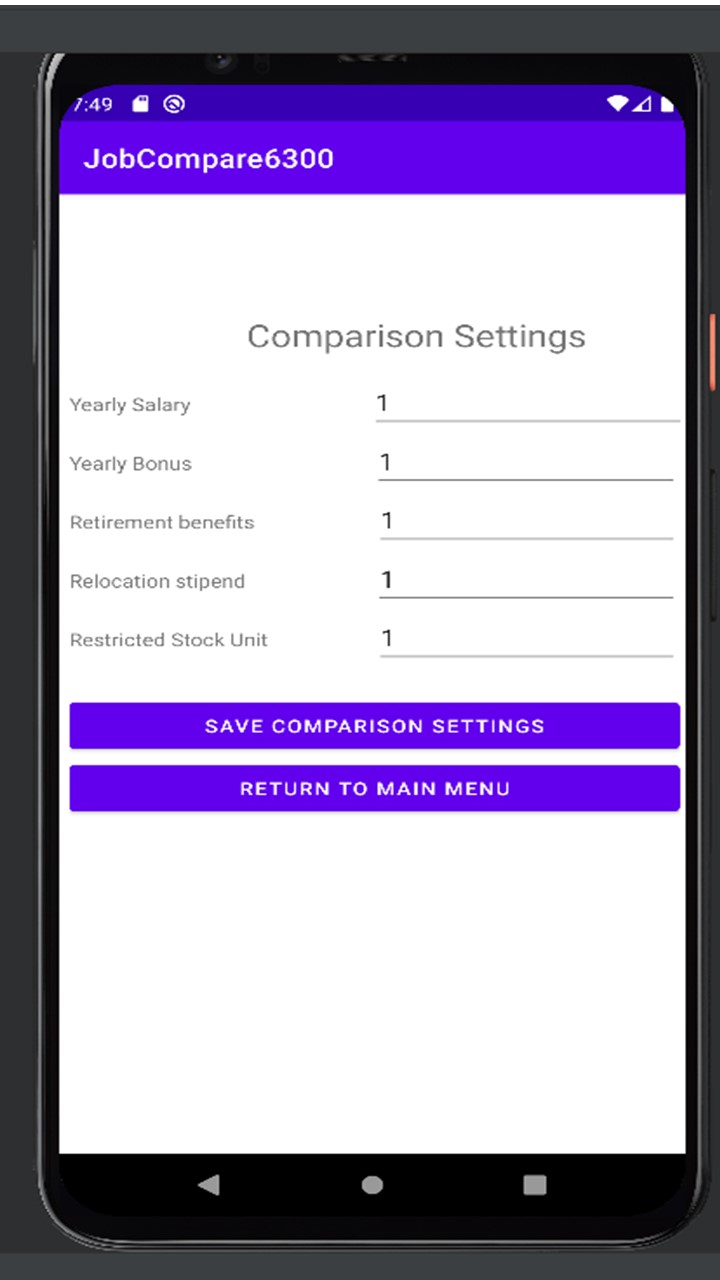 7:49
JobCompare6300
Comparison Settings
Yearly Salary 1
Yearly Bonus 1
Retirement benefits 1
Relocation stipend 1
Restricted Stock Unit 1
SAVE COMPARISON SETTINGS
RETURN TO MAIN MENU